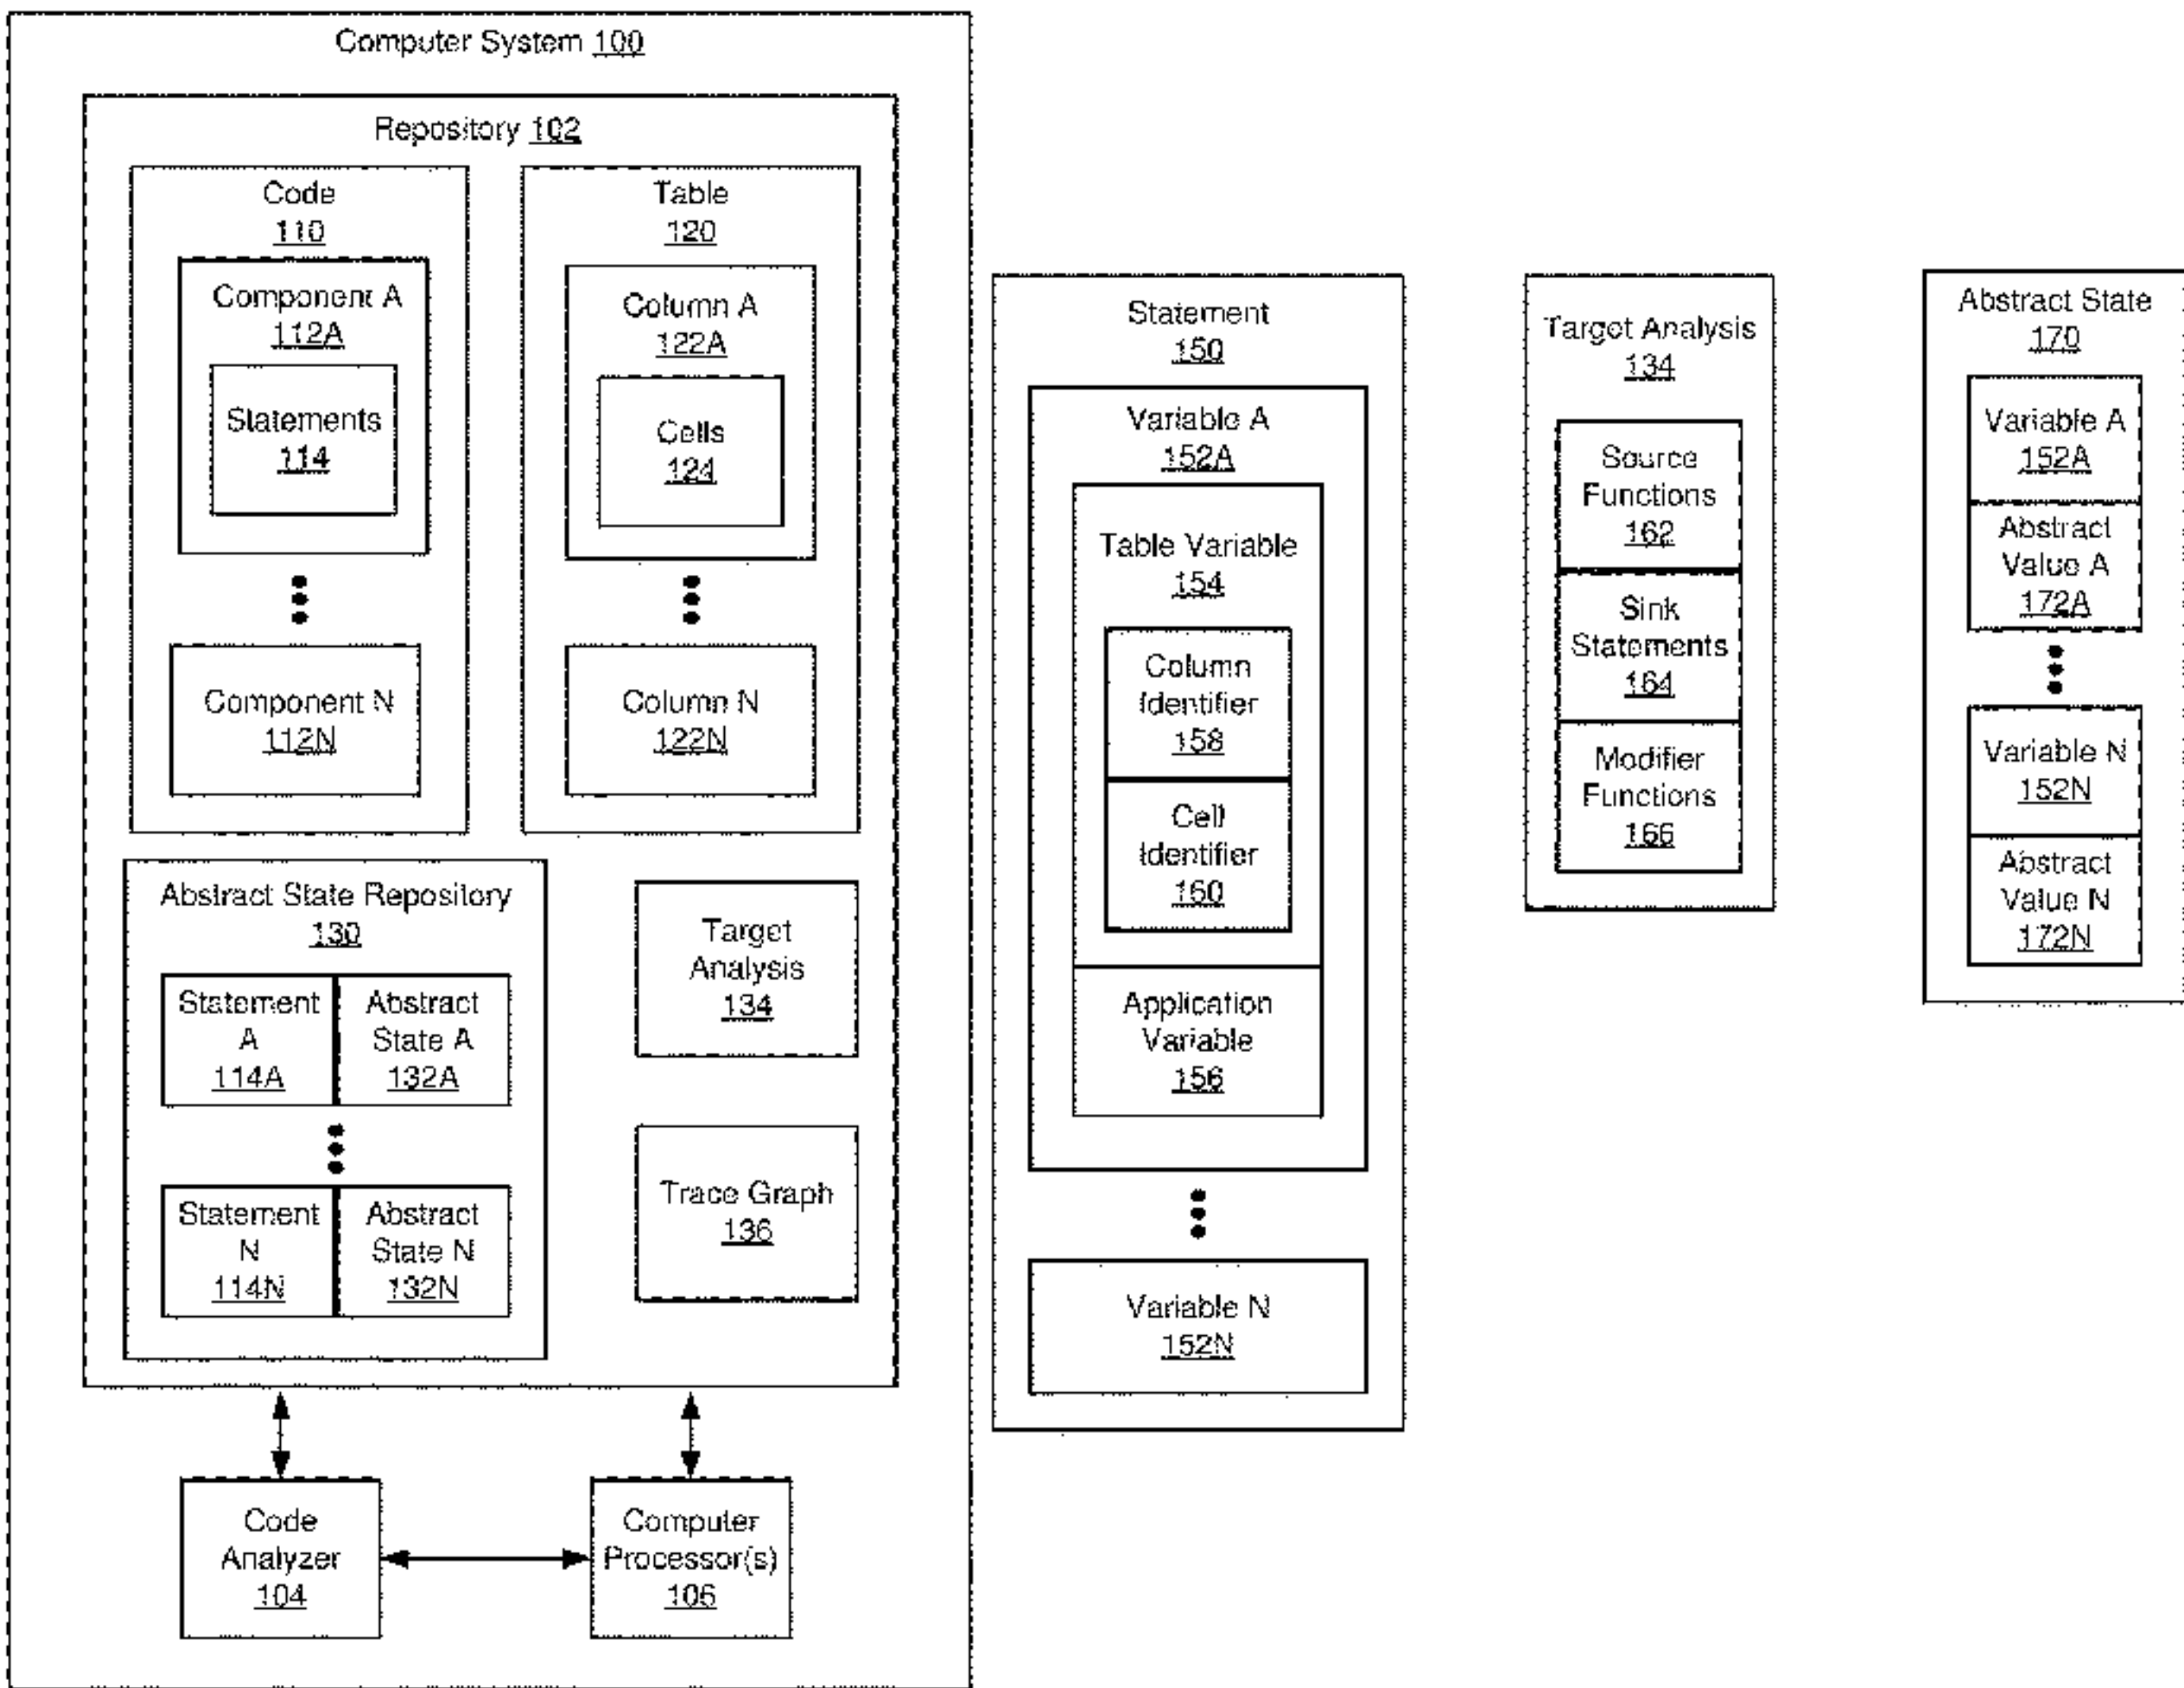 Computer System 100
Repository 102
Code
110
Component A
112A
Statements
114
Component N
112N
Table
120
Column A
122A
Cells
124
Column N
122N
Abstract State Repository
130
Statement
A
114A
Abstract
State A
132A
Statement
N
114N
Abstract
State N
132N
Target
Analysis
134
Trace Graph
136
Code
Analyzer
104
Computer
Processor(s)
106
Statement
150
Variable A
152A
Table Variable
154
Column
Identifier
158
Cell
Identifier
160
Application
Variable
156
Variable N
152N
Target Analysis
134
Source
Functions
162
Sink
Statements
164
Modifier
Functions
166
Abstract State
170
Variable A
152A
Abstract
Value A
172A
Variable N
152N
Abstract
Value N
172N